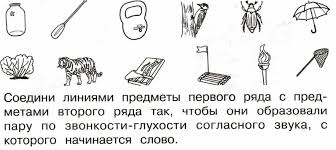 Соедини линиями предметы первого ряда с пред-
метами второго ряда так, чтобы они образовали
пару по звонкости-глухости согласного звука, с
которого начинается слово.